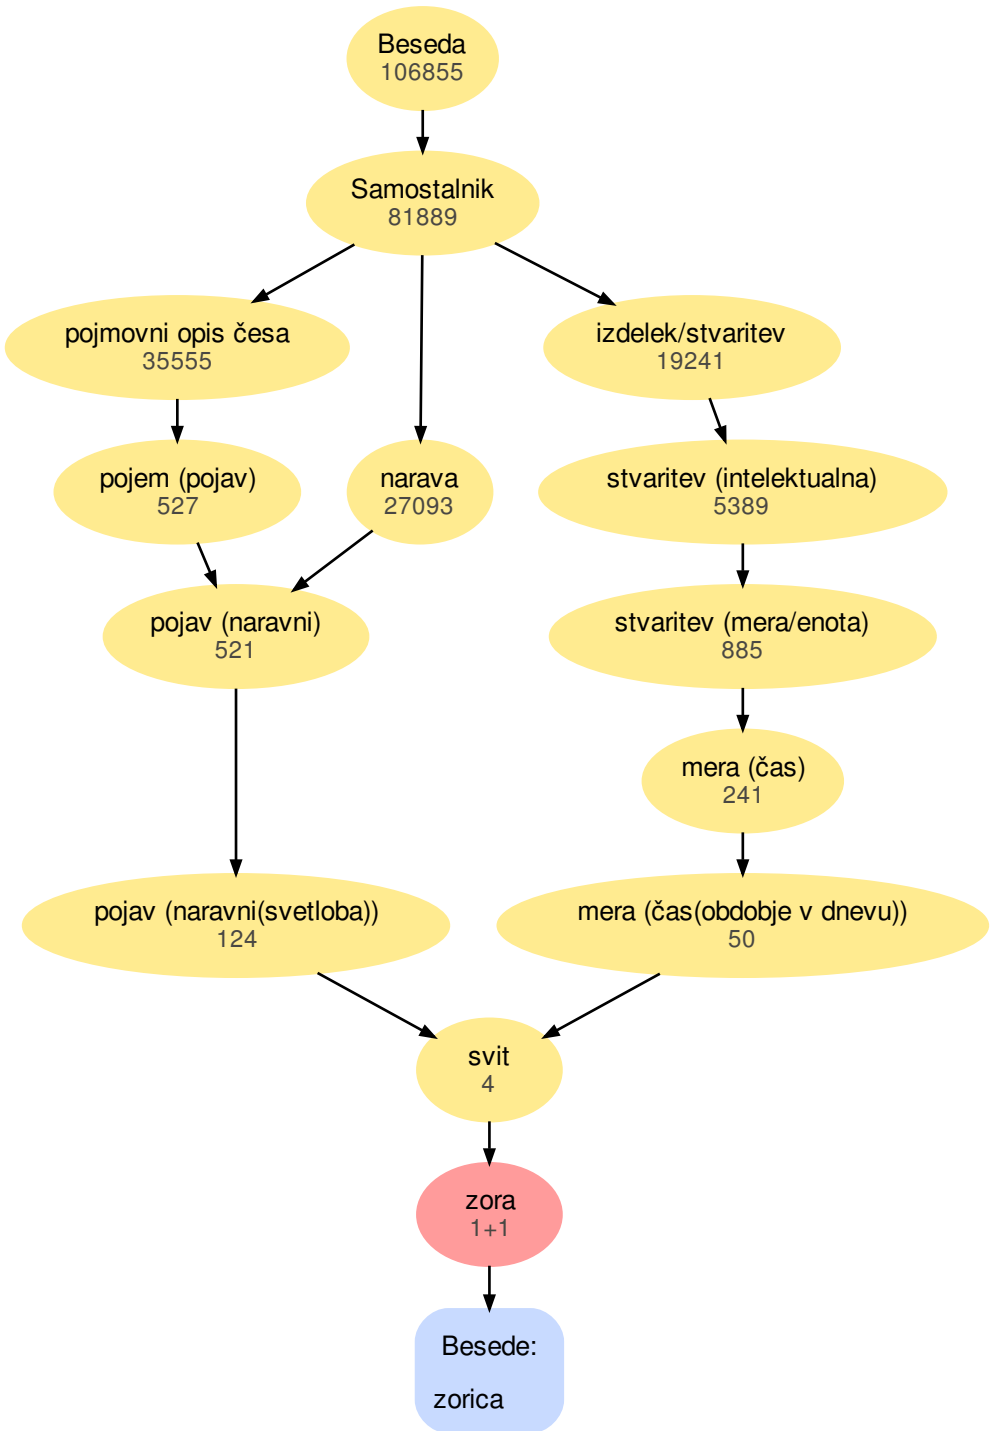 Beseda
106855
Samostalnik
81889
pojmovni opis česa
35555
izdelek/stvaritev
19241
pojem (pojav)
527
narava
27093
stvaritev (intelektualna)
5389
pojav (naravni)
521
stvaritev (mera/enota)
885
mera (čas)
241
pojav (naravni(svetloba))
124
mera (čas(obdobje v dnevu))
50
svit
4
zora
1+1
Besede:
zorica